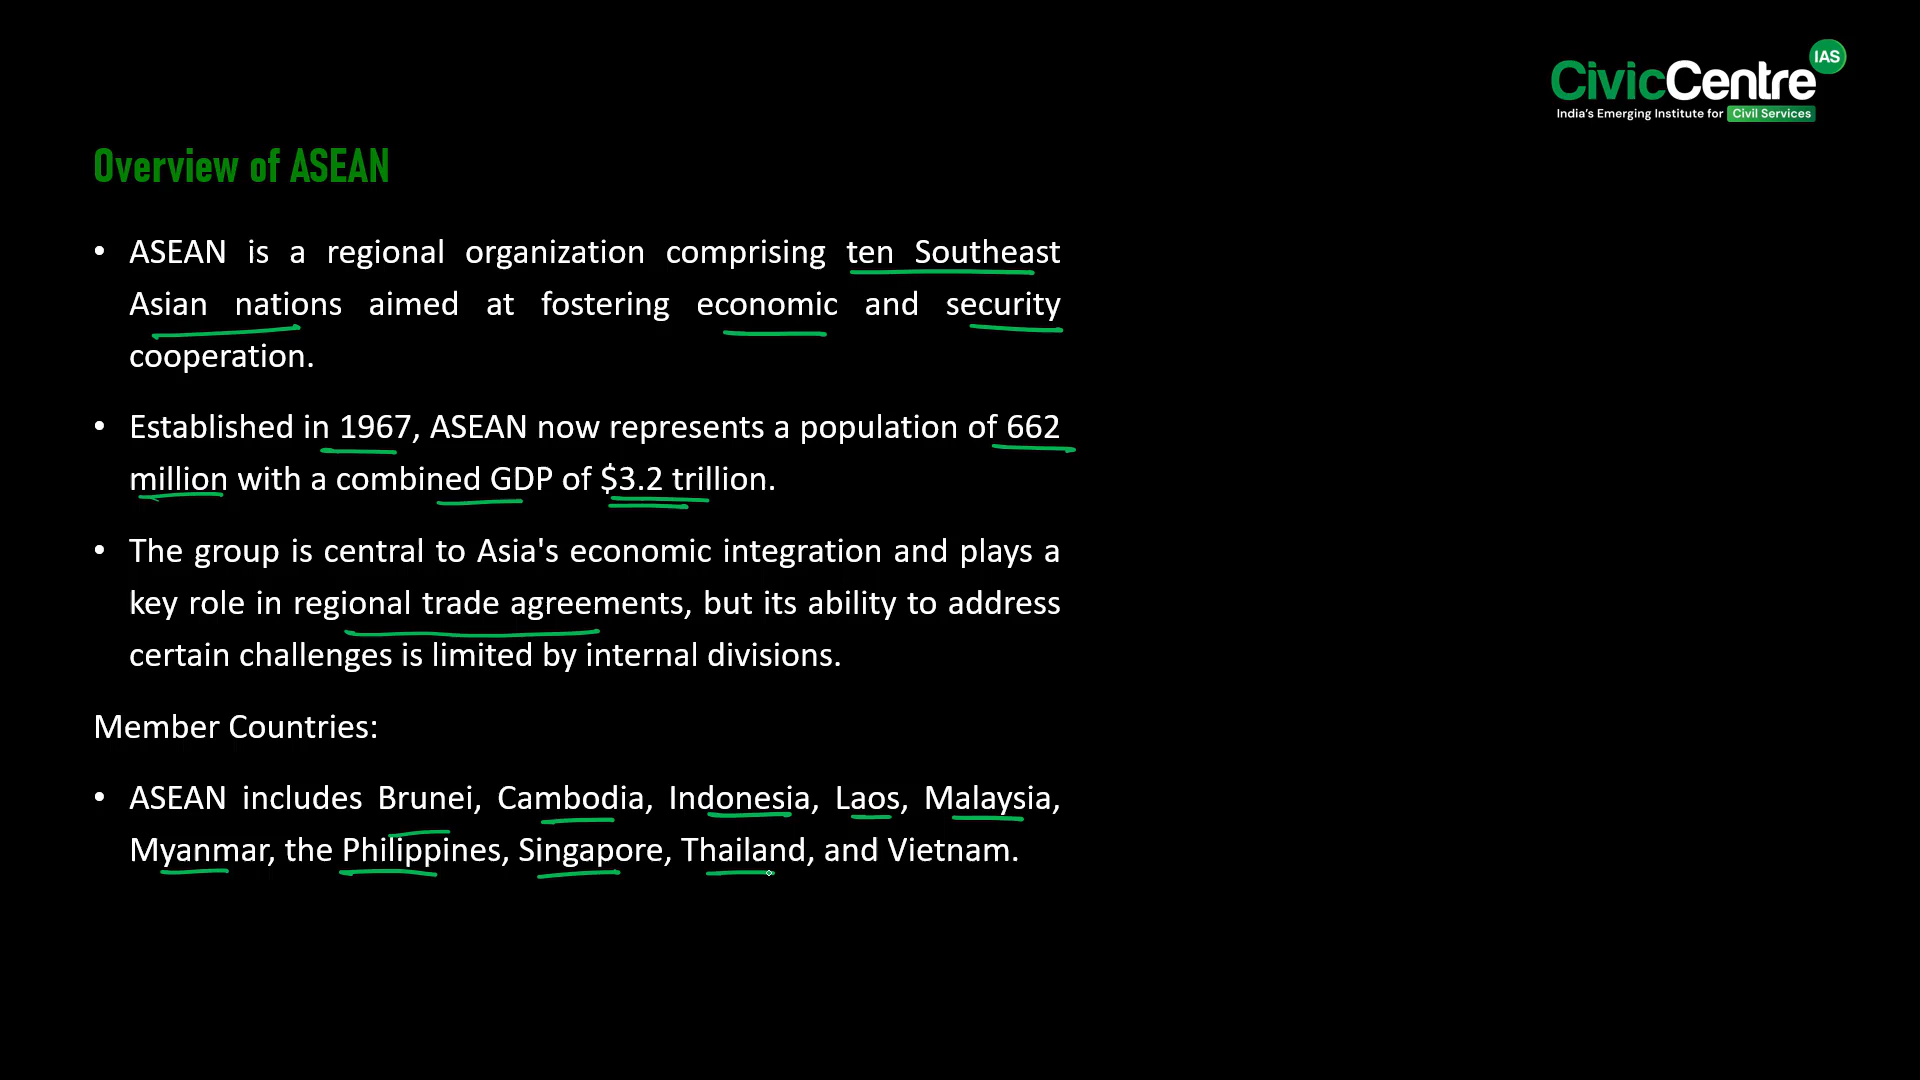 IAS
CivicCentre
India's Emerging Institute for Civil Services
Overview of ASEAN
• ASEAN is a regional organization comprising ten Southeast
Asian nations aimed at fostering economic and security
cooperation.
• Established in 1967, ASEAN now represents a population of 662
million with a combined GDP of $3.2 trillion.
• The group is central to Asia's economic integration and plays a
key role in regional trade agreements, but its ability to address
certain challenges is limited by internal divisions.
Member Countries:
• ASEAN includes Brunei, Cambodia, Indonesia, Laos, Malaysia,
Myanmar, the Philippines, Singapore, Thailand, and Vietnam.